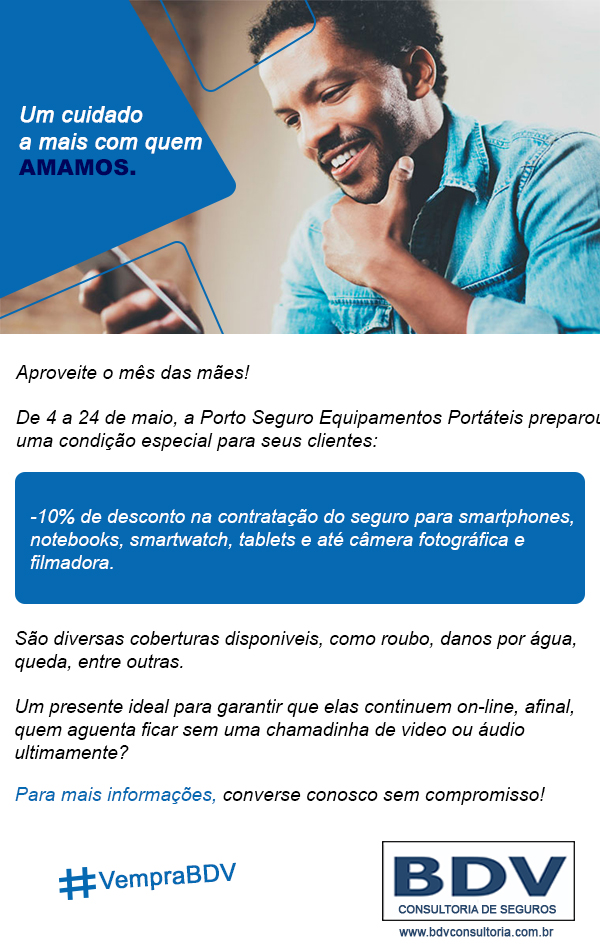 Um cuidado
a mais com quem
AMAMOS.
Aproveite o mês das mães!
De 4 a 24 de maio, a Porto Seguro Equipamentos Portáteis preparou
uma condição especial para seus clientes:
-10% de desconto na contratação do seguro para smartphones,
notebooks, smartwatch, tablets e até câmera fotográfica e
filmadora.
São diversas coberturas disponiveis, como roubo, danos por água,
queda, entre outras.
Um presente ideal para garantir que elas continuem on-line, afinal,
quem aguenta ficar sem uma chamadinha de video ou áudio
ultimamente?
Para mais informações, converse conosco sem compromisso!
#VempraBDV
BDV
CONSULTORIA DE SEGUROS
www.bdvconsultoria.com.br